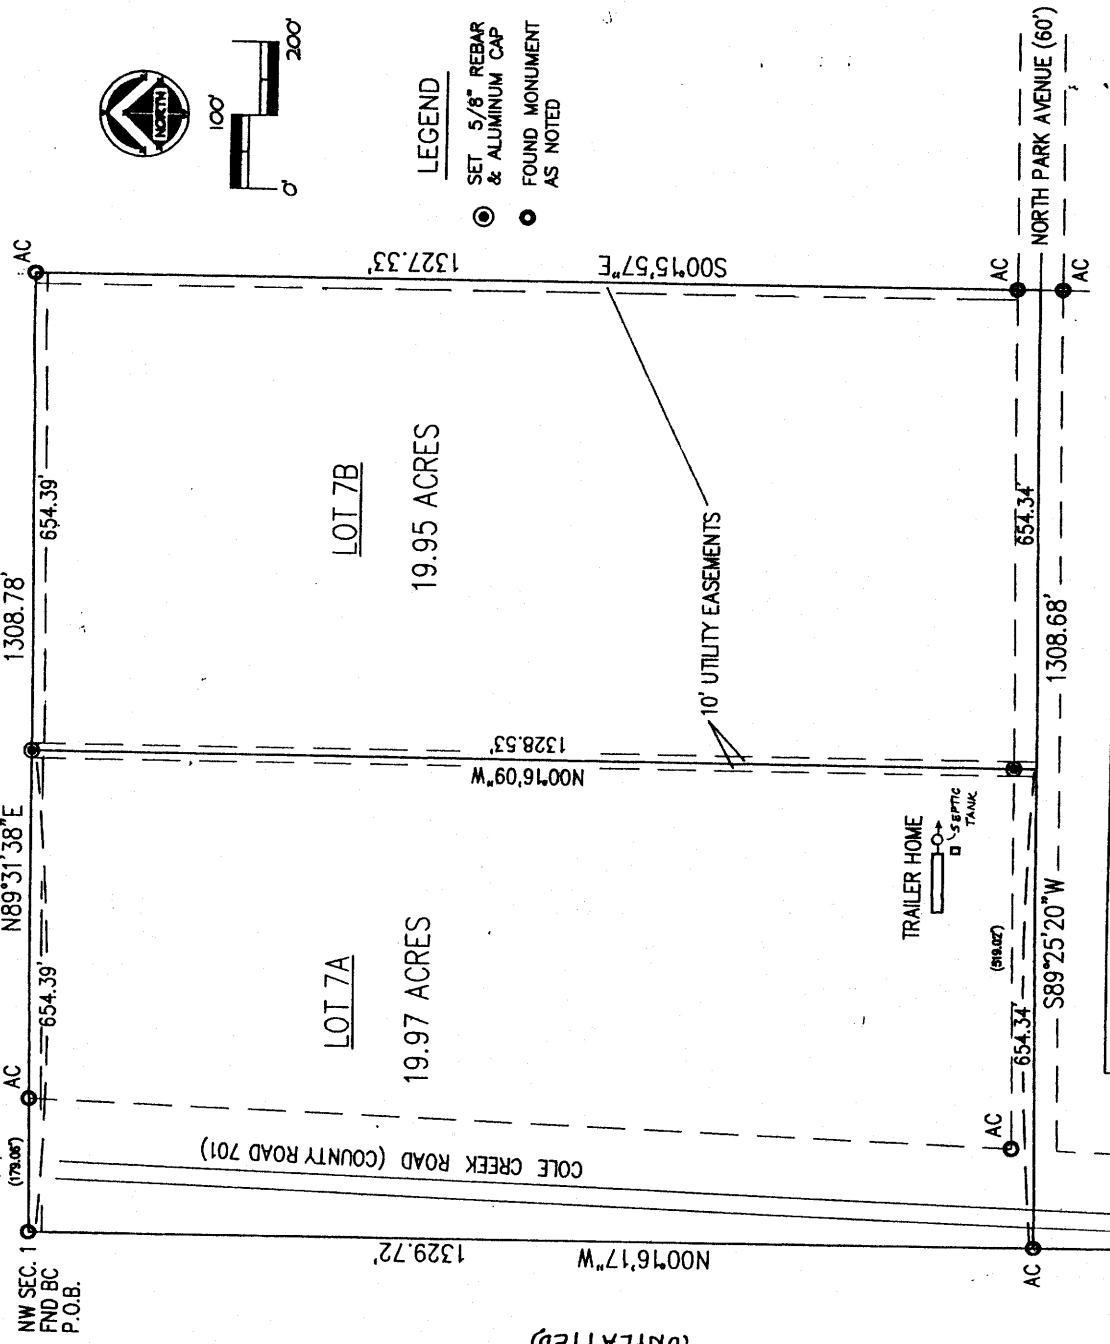 NORTH
0'
100'
200'
LEGEND
SET 5/8" REBAR
& ALUMINUM CAP
FOUND MONUMENT
AS NOTED
NW SEC. 1
FND BC
P.O.B.
(179.06')
AC
N89°31'38"E
1308.78'
AC
654.39'
654.39'
LOT 7A
19.97 ACRES
LOT 7B
19.95 ACRES
COLE CREEK ROAD (COUNTY ROAD 701)
N00°16'17"W
1329.72'
N00°16'09"W
1328.53'
S00°15'57"E
1327.33'
10' UTILITY EASEMENTS
TRAILER HOME
SEPTIC
TANK
(519.02')
AC
AC
654.34'
654.34'
AC
AC
S89°25'20"W
1308.68'
NORTH PARK AVENUE (60')